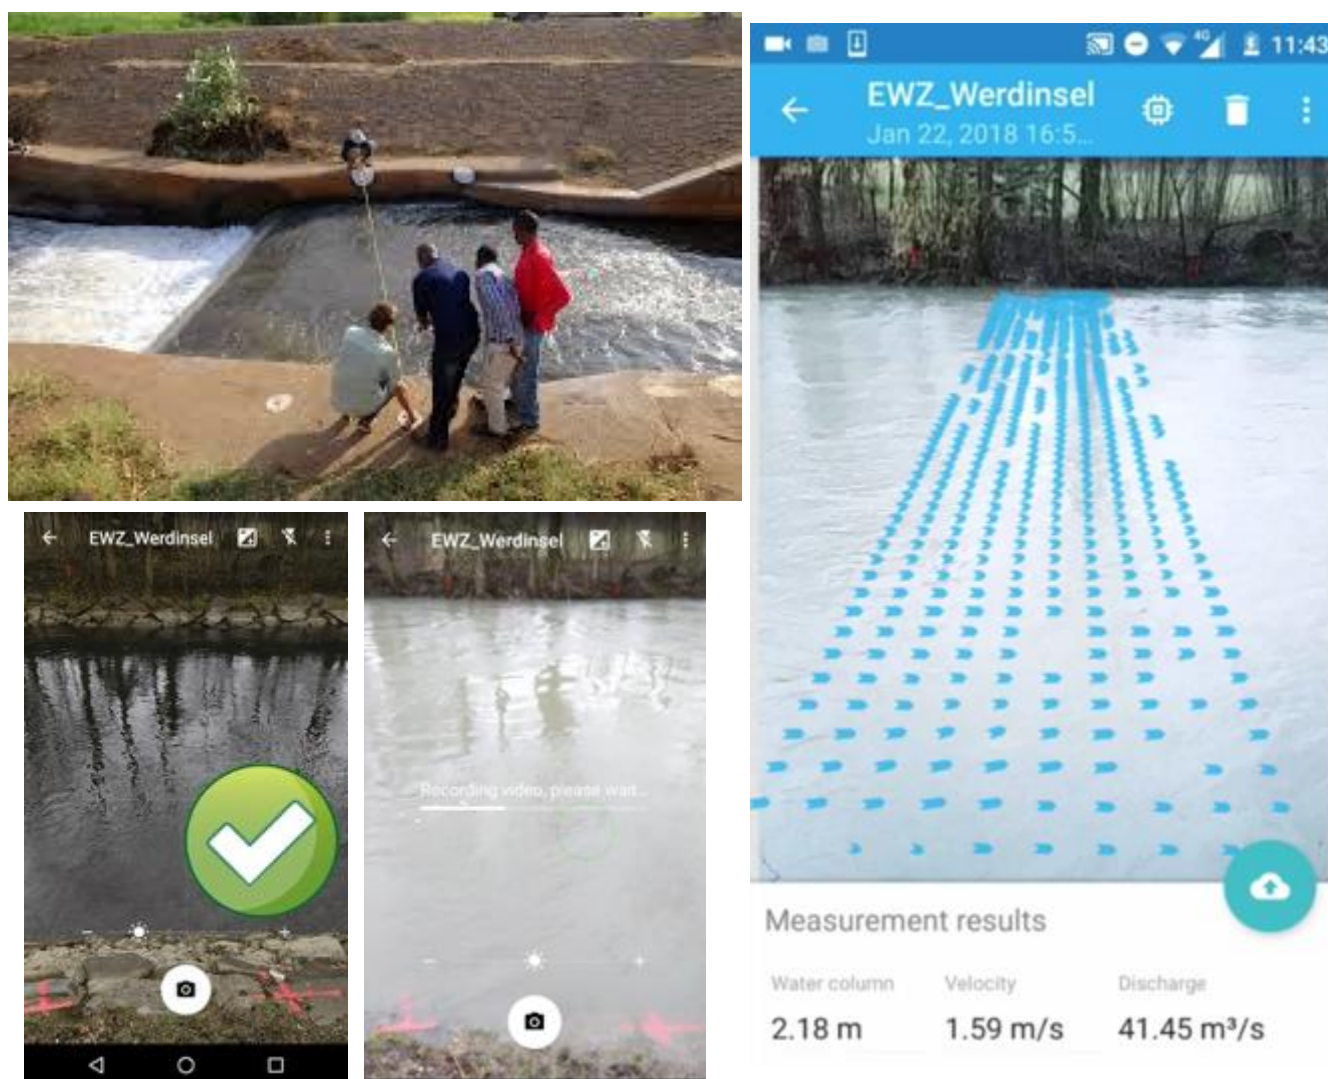 4G
11:43
EWZ_Werdinsel
Jan 22, 2018 16:5...
EWZ_Werdinsel
EWZ_Werdinsel
Recording video, please wait...
Measurement results
Water column
Velocity
Discharge
2.18 m
1.59 m/s
41.45 m³/s